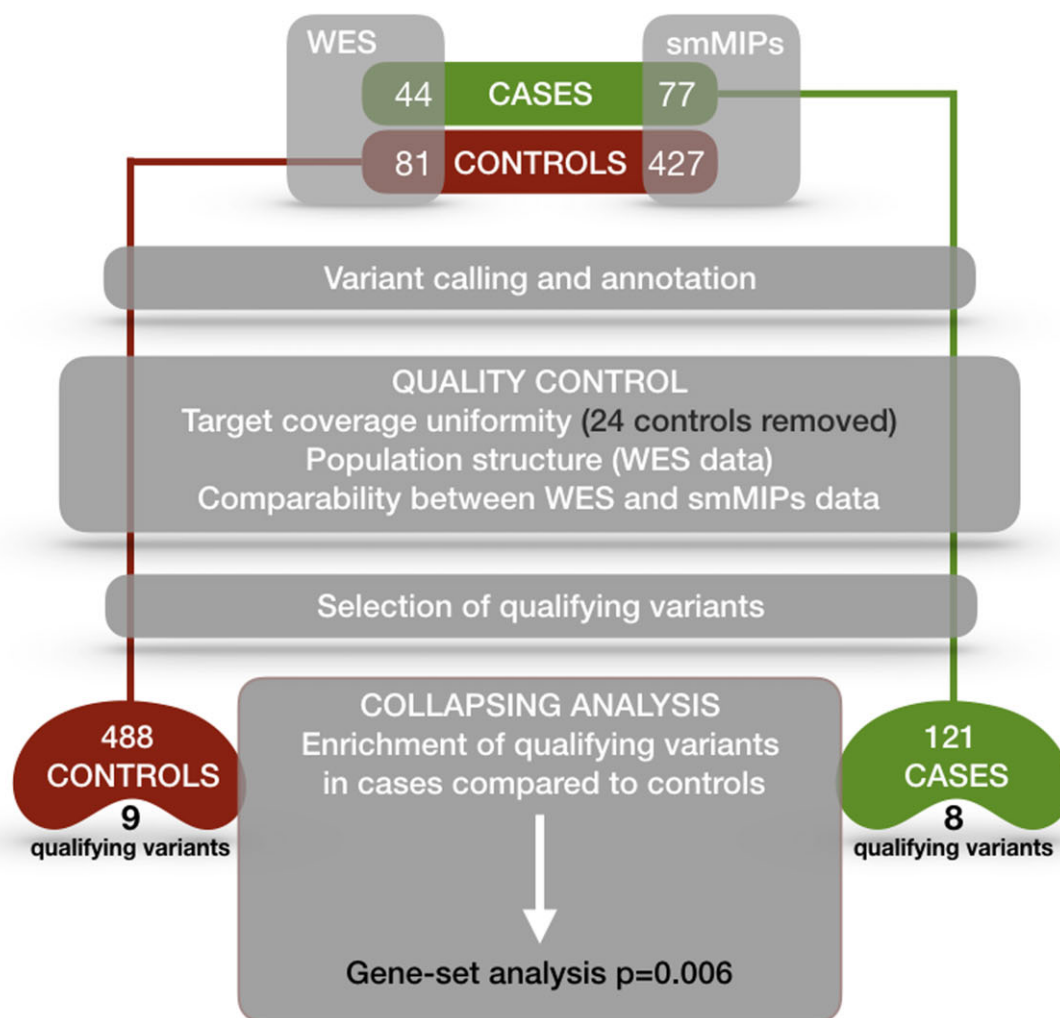 WES
smMIPs
44 CASES 77
81 CONTROLS 427
Variant calling and annotation
QUALITY CONTROL
Target coverage uniformity (24 controls removed)
Population structure (WES data)
Comparability between WES and smMIPs data
Selection of qualifying variants
488
CONTROLS
9
qualifying variants
COLLAPSING ANALYSIS
Enrichment of qualifying variants
in cases compared to controls
Gene-set analysis p=0.006
121
CASES
8
qualifying variants